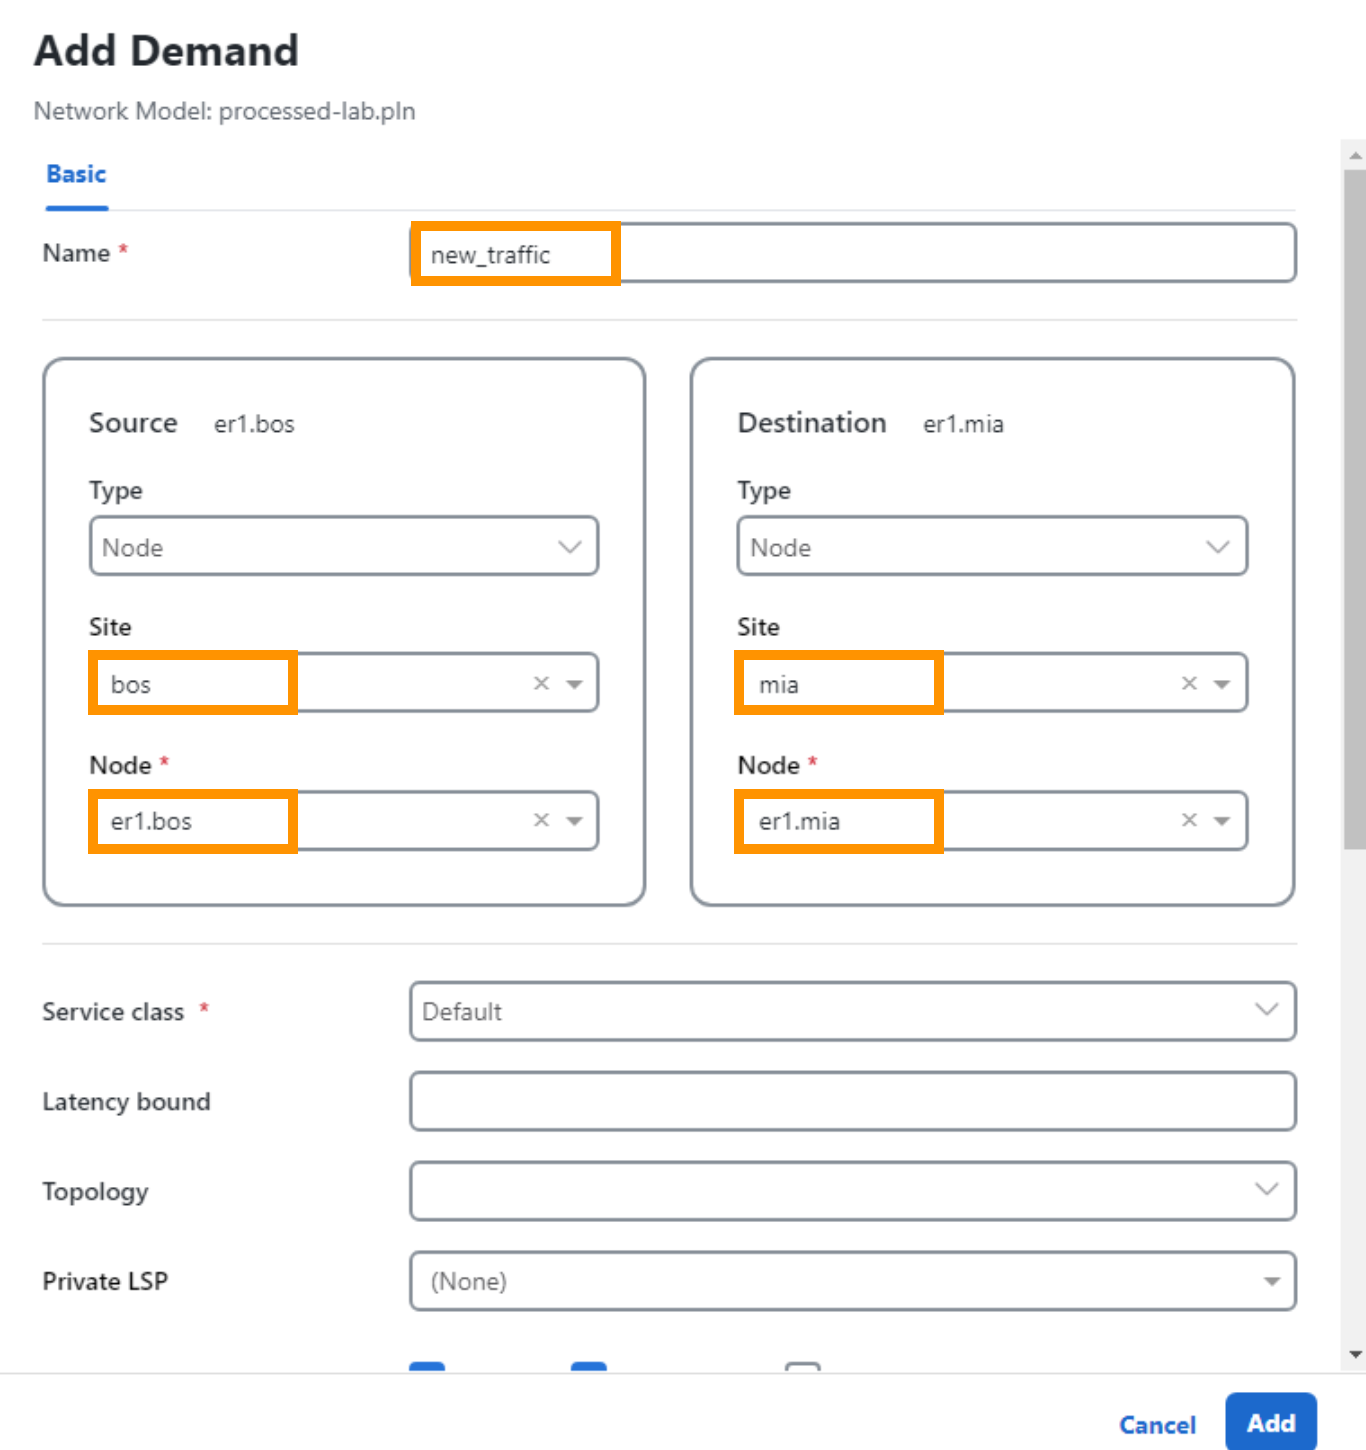 Add Demand
Network Model: processed-lab.pln
Basic
Name *
new_traffic
Source er1.bos
Type
Node
Site
bos
Node *
er1.bos
Destination er1.mia
Type
Node
Site
mia
Node *
er1.mia
Service class * Default
Latency bound
Topology
Private LSP (None)
Cancel Add